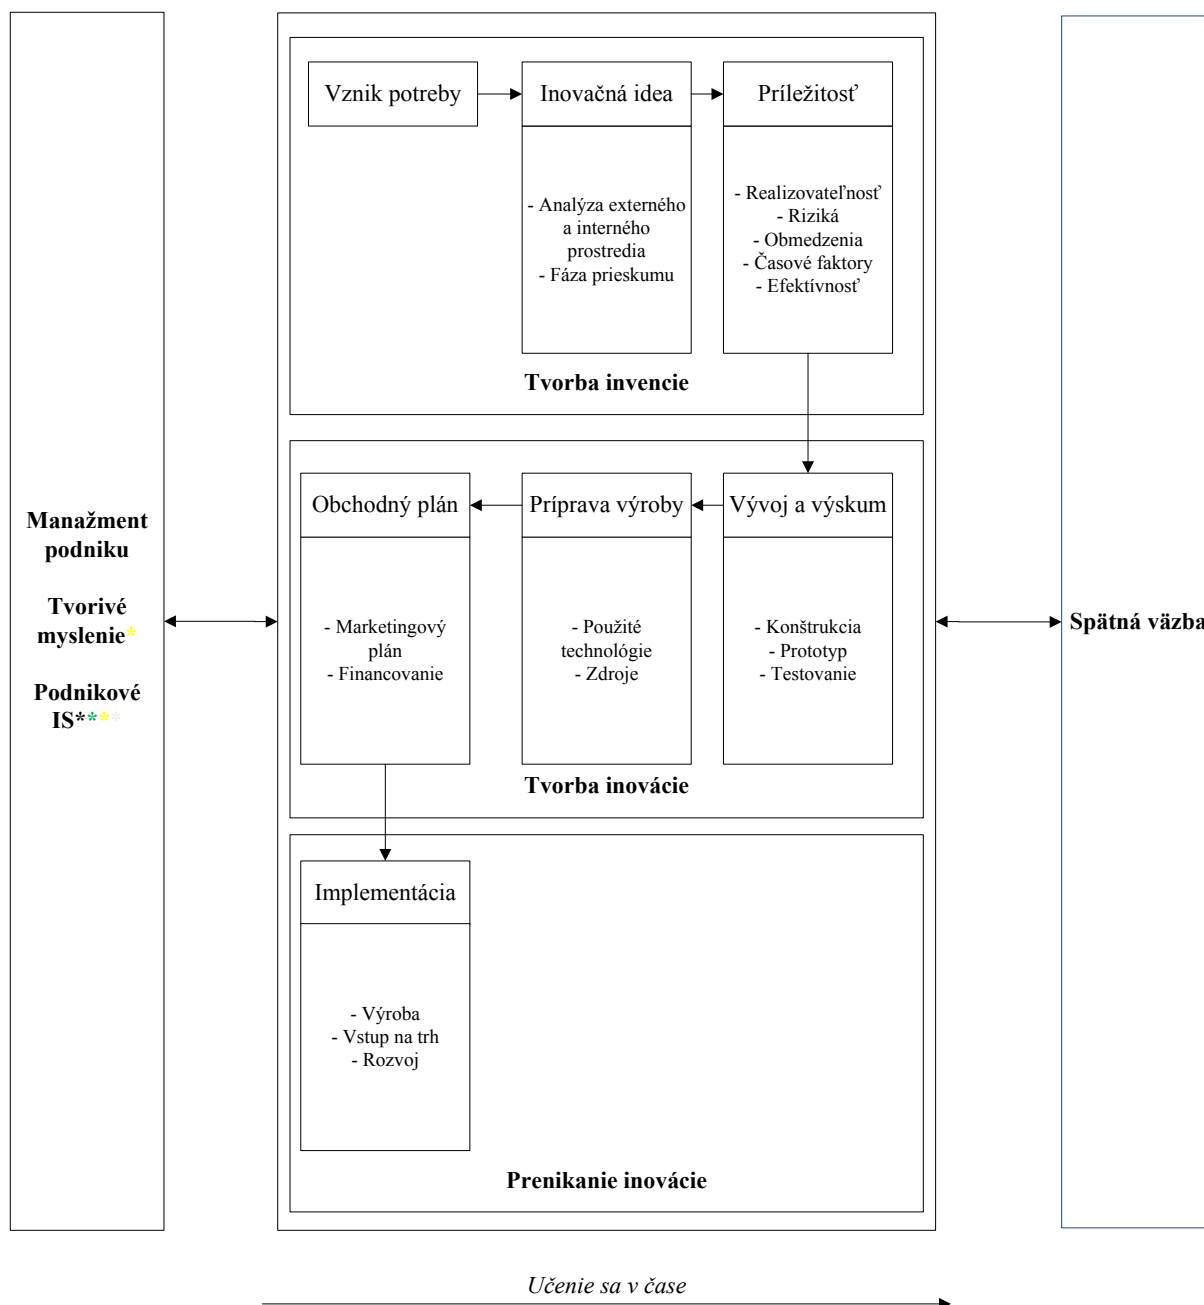 Vznik potreby
Inovačná idea
Príležitosť
- Analýza externého
a interného
prostredia
- Fáza prieskumu
- Realizovateľnosť
- Riziká
- Obmedzenia
- Časové faktory
- Efektívnosť
Tvorba invencie
Manažment
podniku
Tvorivé
myslenie*
Podnikové
IS****
Obchodný plán
Príprava výroby
Vývoj a výskum
- Marketingový
plán
- Financovanie
- Použité
technológie
- Zdroje
- Konštrukcia
- Prototyp
- Testovanie
Tvorba inovácie
Spätná väzba
Implementácia
- Výroba
- Vstup na trh
- Rozvoj
Prenikanie inovácie
Učenie sa v čase